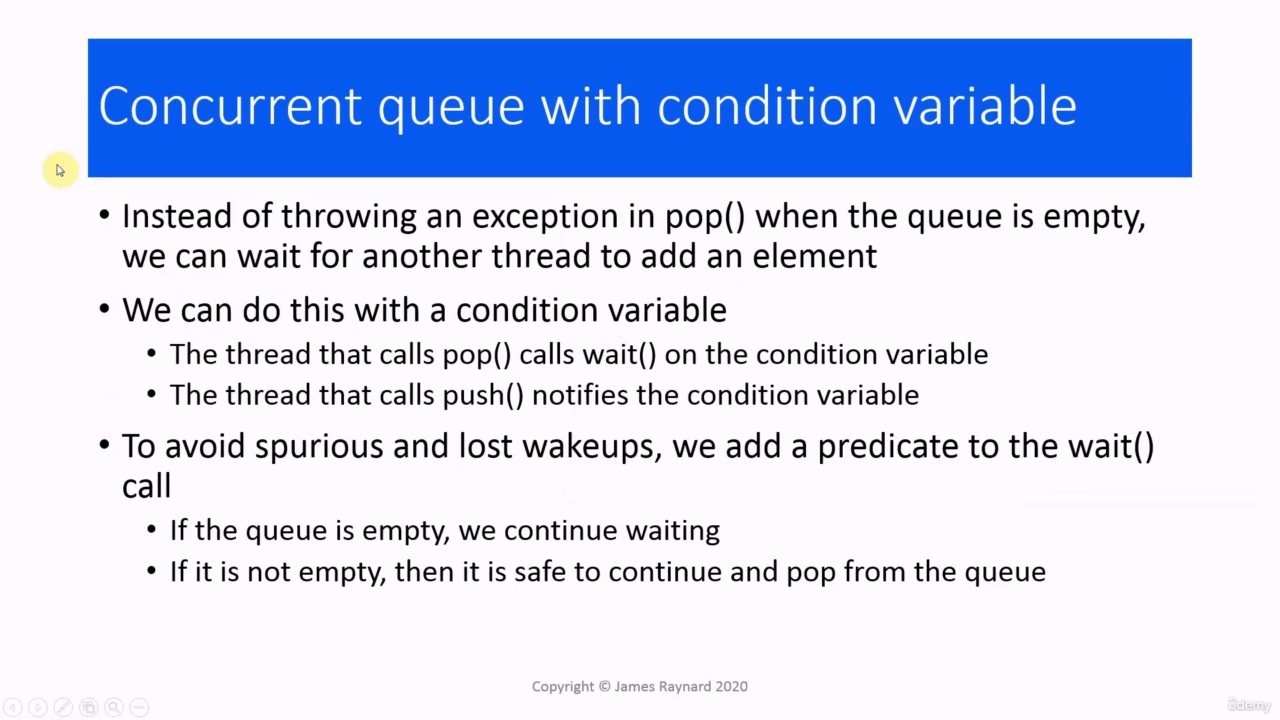 Concurrent queue with condition variable
• Instead of throwing an exception in pop() when the queue is empty,
we can wait for another thread to add an element
• We can do this with a condition variable
• The thread that calls pop() calls wait() on the condition variable
• The thread that calls push() notifies the condition variable
• To avoid spurious and lost wakeups, we add a predicate to the wait()
call
• If the queue is empty, we continue waiting
• If it is not empty, then it is safe to continue and pop from the queue
Copyright © James Raynard 2020
ûdemy